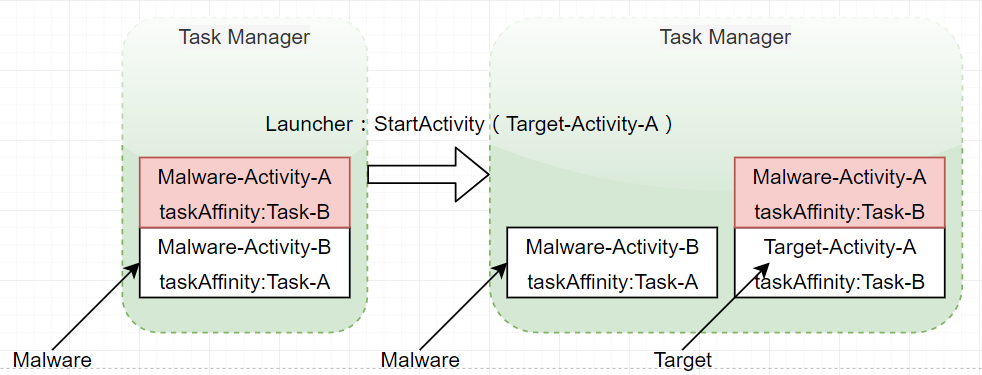 Task Manager
Task Manager
Launcher：StartActivity（Target-Activity-A）
Malware-Activity-A
taskAffinity:Task-B
Malware-Activity-B
taskAffinity:Task-A
Malware-Activity-B
taskAffinity:Task-A
Malware-Activity-A
taskAffinity:Task-B
Target-Activity-A
taskAffinity:Task-B
Malware
Malware
Target